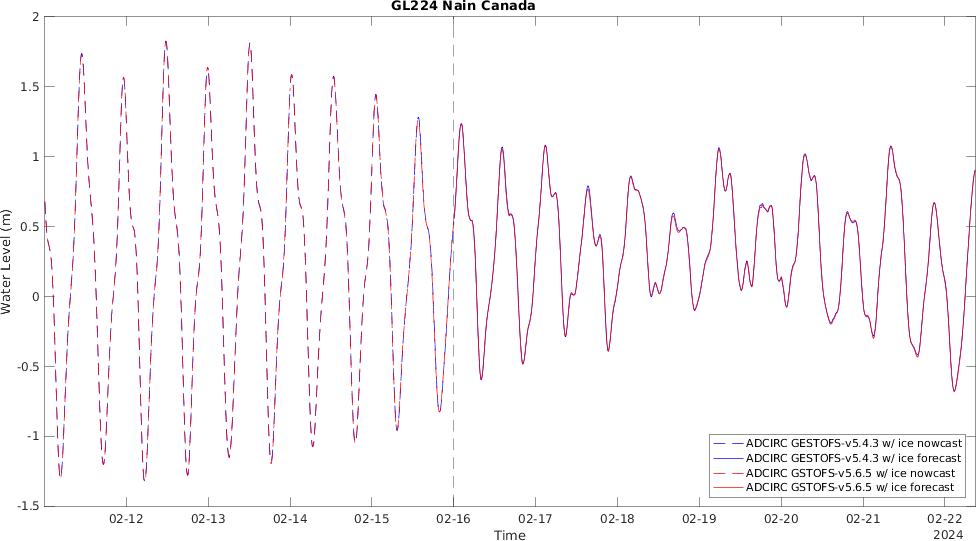 GL224 Nain Canada
2
1.5
1
0.5
0
-0.5
-1
-1.5
Water Level (m)
ADCIRC GESTOFS-v5.4.3 w/ ice nowcast
ADCIRC GESTOFS-v5.4.3 w/ ice forecast
ADCIRC GSTOFS-v5.6.5 w/ ice nowcast
ADCIRC GSTOFS-v5.6.5 w/ ice forecast
02-12 02-13 02-14 02-15 02-16 02-17 02-18 02-19 02-20 02-21 02-22
Time 2024